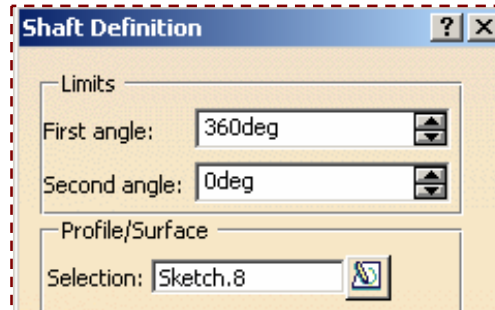 Shaft Definition
Limits
First angle: 360deg
Second angle: 0deg
Profile/Surface
Selection: Sketch.8